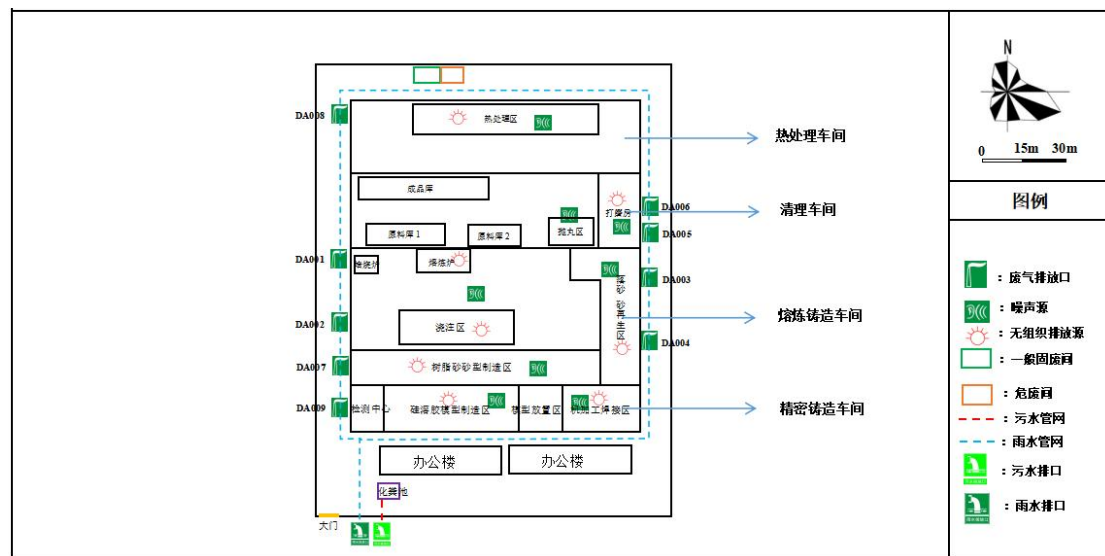 N
0 15m 30m
图例
：废气排放口
：噪声源
：无组织排放源
：一般固废间
：危废间
：污水管网
：雨水管网
：污水排口
：雨水排口
DA008
热处理区
热处理车间
成品库
打磨房
DA006
清理车间
原料库1
原料库2
抛丸区
DA005
DA001
焙烧炉
熔炼炉
DA003
落砂 砂再生区
DA002
浇注区
熔炼铸造车间
DA004
DA007
树脂砂砂型制造区
DA009
检测中心
硅溶胶模型制造区
模型放置区
机加工焊接区
精密铸造车间
办公楼
办公楼
化粪池
大门